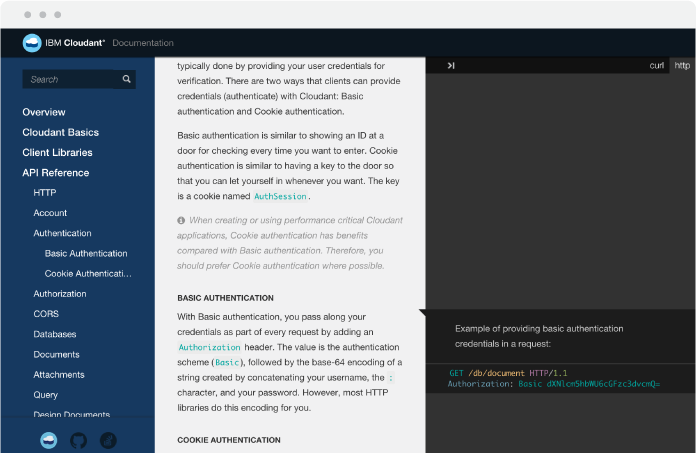 IBM Cloudant® Documentation
Search
Overview
Cloudant Basics
Client Libraries
API Reference
HTTP
Account
Authentication
Basic Authentication
Cookie Authenticati...
Authorization
CORS
Databases
Documents
Attachments
Query
Design Documents
typically done by providing your user credentials for
verification. There are two ways that clients can provide
credentials (authenticate) with Cloudant: Basic
authentication and Cookie authentication.
Basic authentication is similar to showing an ID at a
door for checking every time you want to enter. Cookie
authentication is similar to having a key to the door so
that you can let yourself in whenever you want. The key
is a cookie named AuthSession.
When creating or using performance critical Cloudant
applications, Cookie authentication has benefits
compared with Basic authentication. Therefore, you
should prefer Cookie authentication where possible.
BASIC AUTHENTICATION
With Basic authentication, you pass along your
credentials as part of every request by adding an
Authorization header. The value is the authentication
scheme (Basic), followed by the base-64 encoding of a
string created by concatenating your username, the :
character, and your password. However, most HTTP
libraries do this encoding for you.
COOKIE AUTHENTICATION
curl http
Example of providing basic authentication
credentials in a request:
GET /db/document HTTP/1.1
Authorization: Basic dXNlcm5hbWU6cGFzc3dvcmQ=